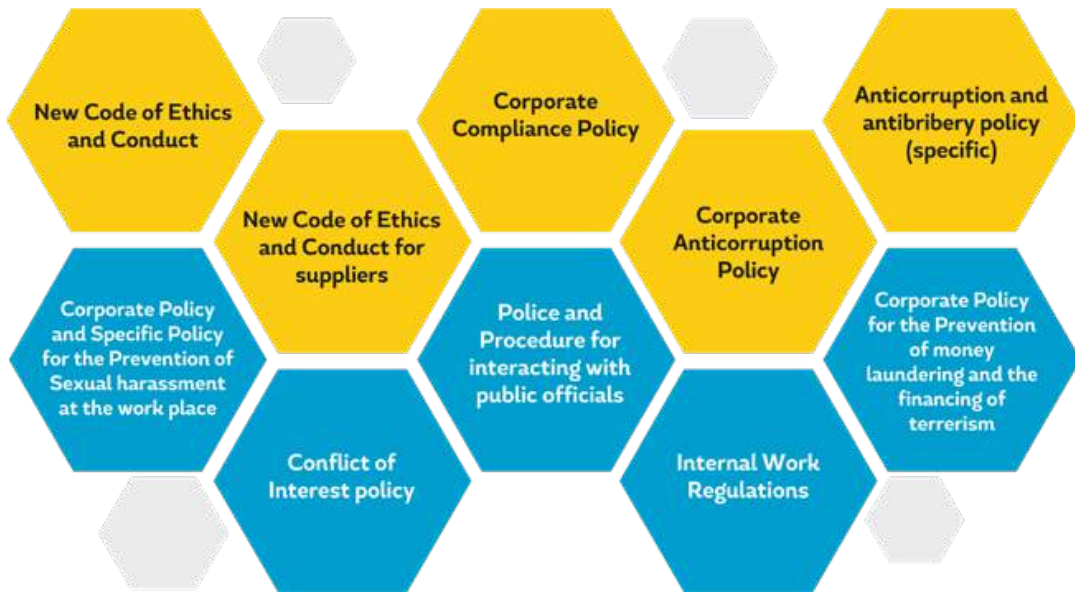 New Code of Ethics
and Conduct
Corporate
Compliance Policy
Anticorruption and
antibribery policy
(specific)
New Code of Ethics
and Conduct for
suppliers
Corporate
Anticorruption
Policy
Corporate Policy
and Specific Policy
for the Prevention of
Sexual harassment
at the work place
Police and
Procedure for
interacting with
public officials
Corporate Policy
for the Prevention
of money
laundering and the
financing of
terrerism
Conflict of
Interest policy
Internal Work
Regulations